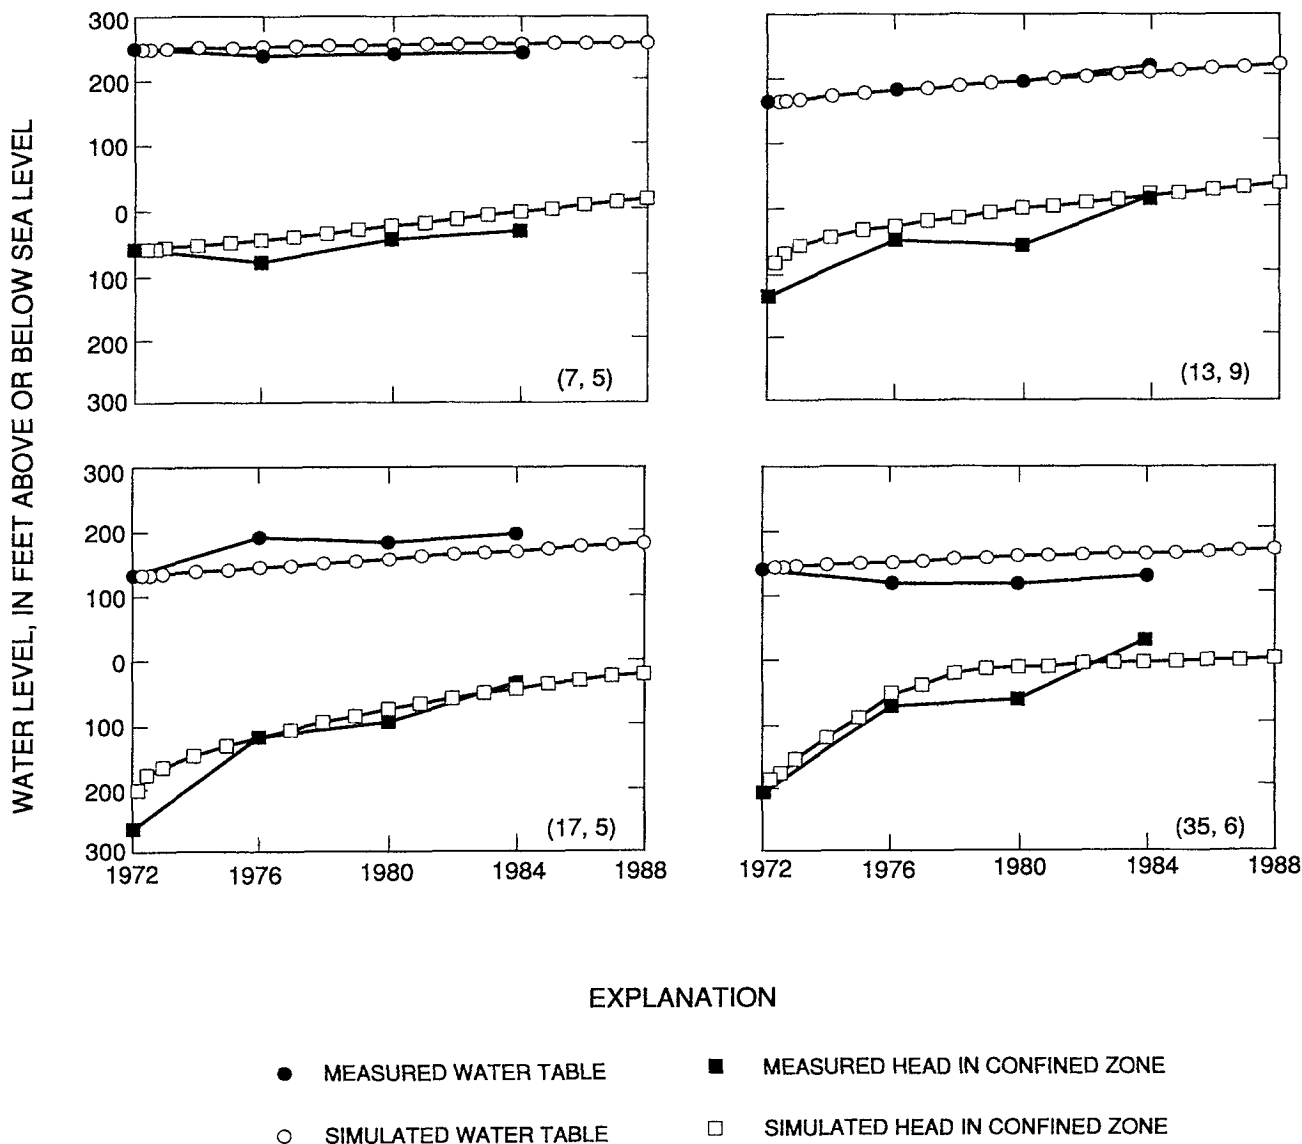 WATER LEVEL, IN FEET ABOVE OR BELOW SEA LEVEL
300
200
100
0
100
200
300
(7, 5)
(13, 9)
300
200
100
0
100
200
300
(17, 5)
(35, 6)
1972 1976 1980 1984 1988
1972 1976 1980 1984 1988
EXPLANATION
MEASURED WATER TABLE
MEASURED HEAD IN CONFINED ZONE
SIMULATED WATER TABLE
SIMULATED HEAD IN CONFINED ZONE